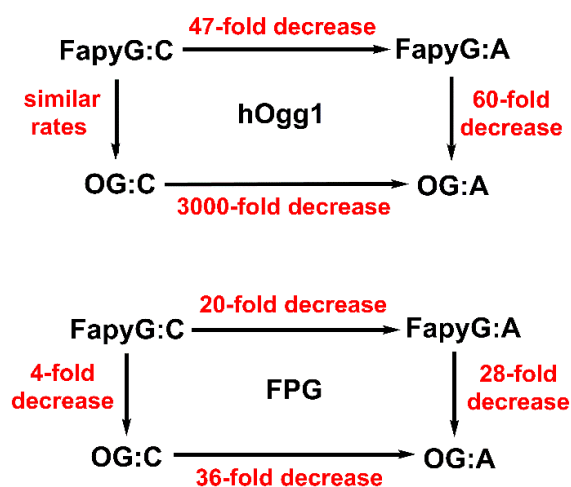 47-fold decrease
FapyG:C
FapyG:A
similar
rates
hOgg1
60-fold
decrease
OG:C
OG:A
3000-fold decrease
20-fold decrease
FapyG:C
FapyG:A
4-fold
decrease
FPG
28-fold
decrease
OG:C
OG:A
36-fold decrease